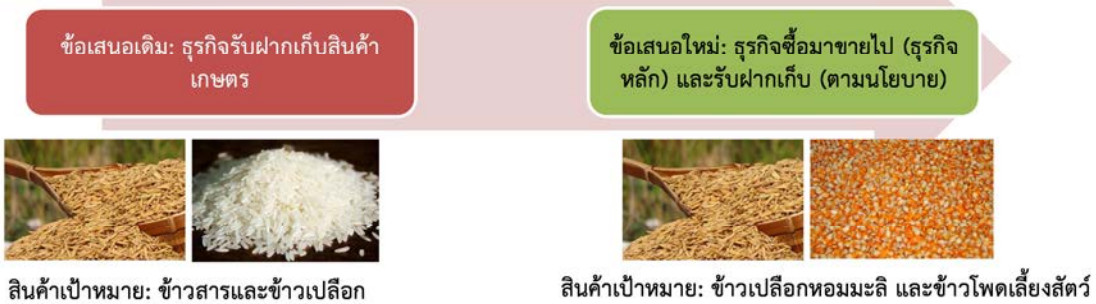 ข้อเสนอเดิม: ธุรกิจรับฝากเก็บสินค้า
เกษตร
ข้อเสนอใหม่: ธุรกิจซื้อมาขายไป (ธุรกิจ
หลัก) และรับฝากเก็บ (ตามนโยบาย)
สินค้าเป้าหมาย: ข้าวสารและข้าวเปลือก
สินค้าเป้าหมาย: ข้าวเปลือกหอมมะลิ และข้าวโพดเลี้ยงสัตว์